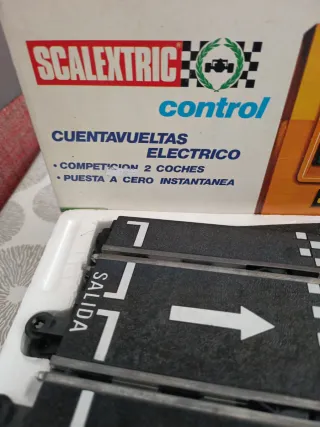 SCALEXTRIC
control
CUENTAVUELTAS
ELECTRICO
• COMPETICION 2 COCHES
• PUESTA A CERO INSTANTANEA
SALIDA